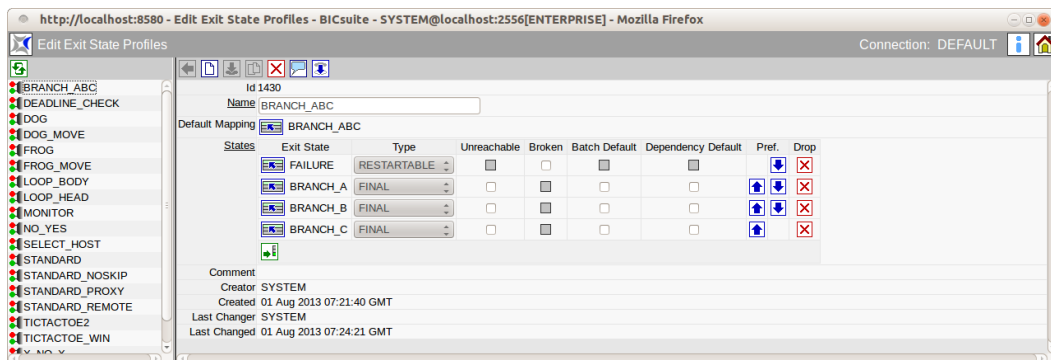 http://localhost:8580 - Edit Exit State Profiles - BICsuite - SYSTEM@localhost:2556[ENTERPRISE] - Mozilla Firefox
Edit Exit State Profiles
Connection: DEFAULT
BRANCH_ABC
DEADLINE_CHECK
DOG
DOG_MOVE
FROG
FROG_MOVE
LOOP_BODY
LOOP_HEAD
MONITOR
NO_YES
SELECT_HOST
STANDARD
STANDARD_NOSKIP
STANDARD_PROXY
STANDARD_REMOTE
TICTACTOE2
TICTACTOE_WIN
Id 1430
Name BRANCH_ABC
Default Mapping BRANCH_ABC
States Exit State Type Unreachable Broken Batch Default Dependency Default Pref. Drop
FAILURE RESTARTABLE
BRANCH_A FINAL
BRANCH_B FINAL
BRANCH_C FINAL
Comment
Creator SYSTEM
Created 01 Aug 2013 07:21:40 GMT
Last Changer SYSTEM
Last Changed 01 Aug 2013 07:24:21 GMT